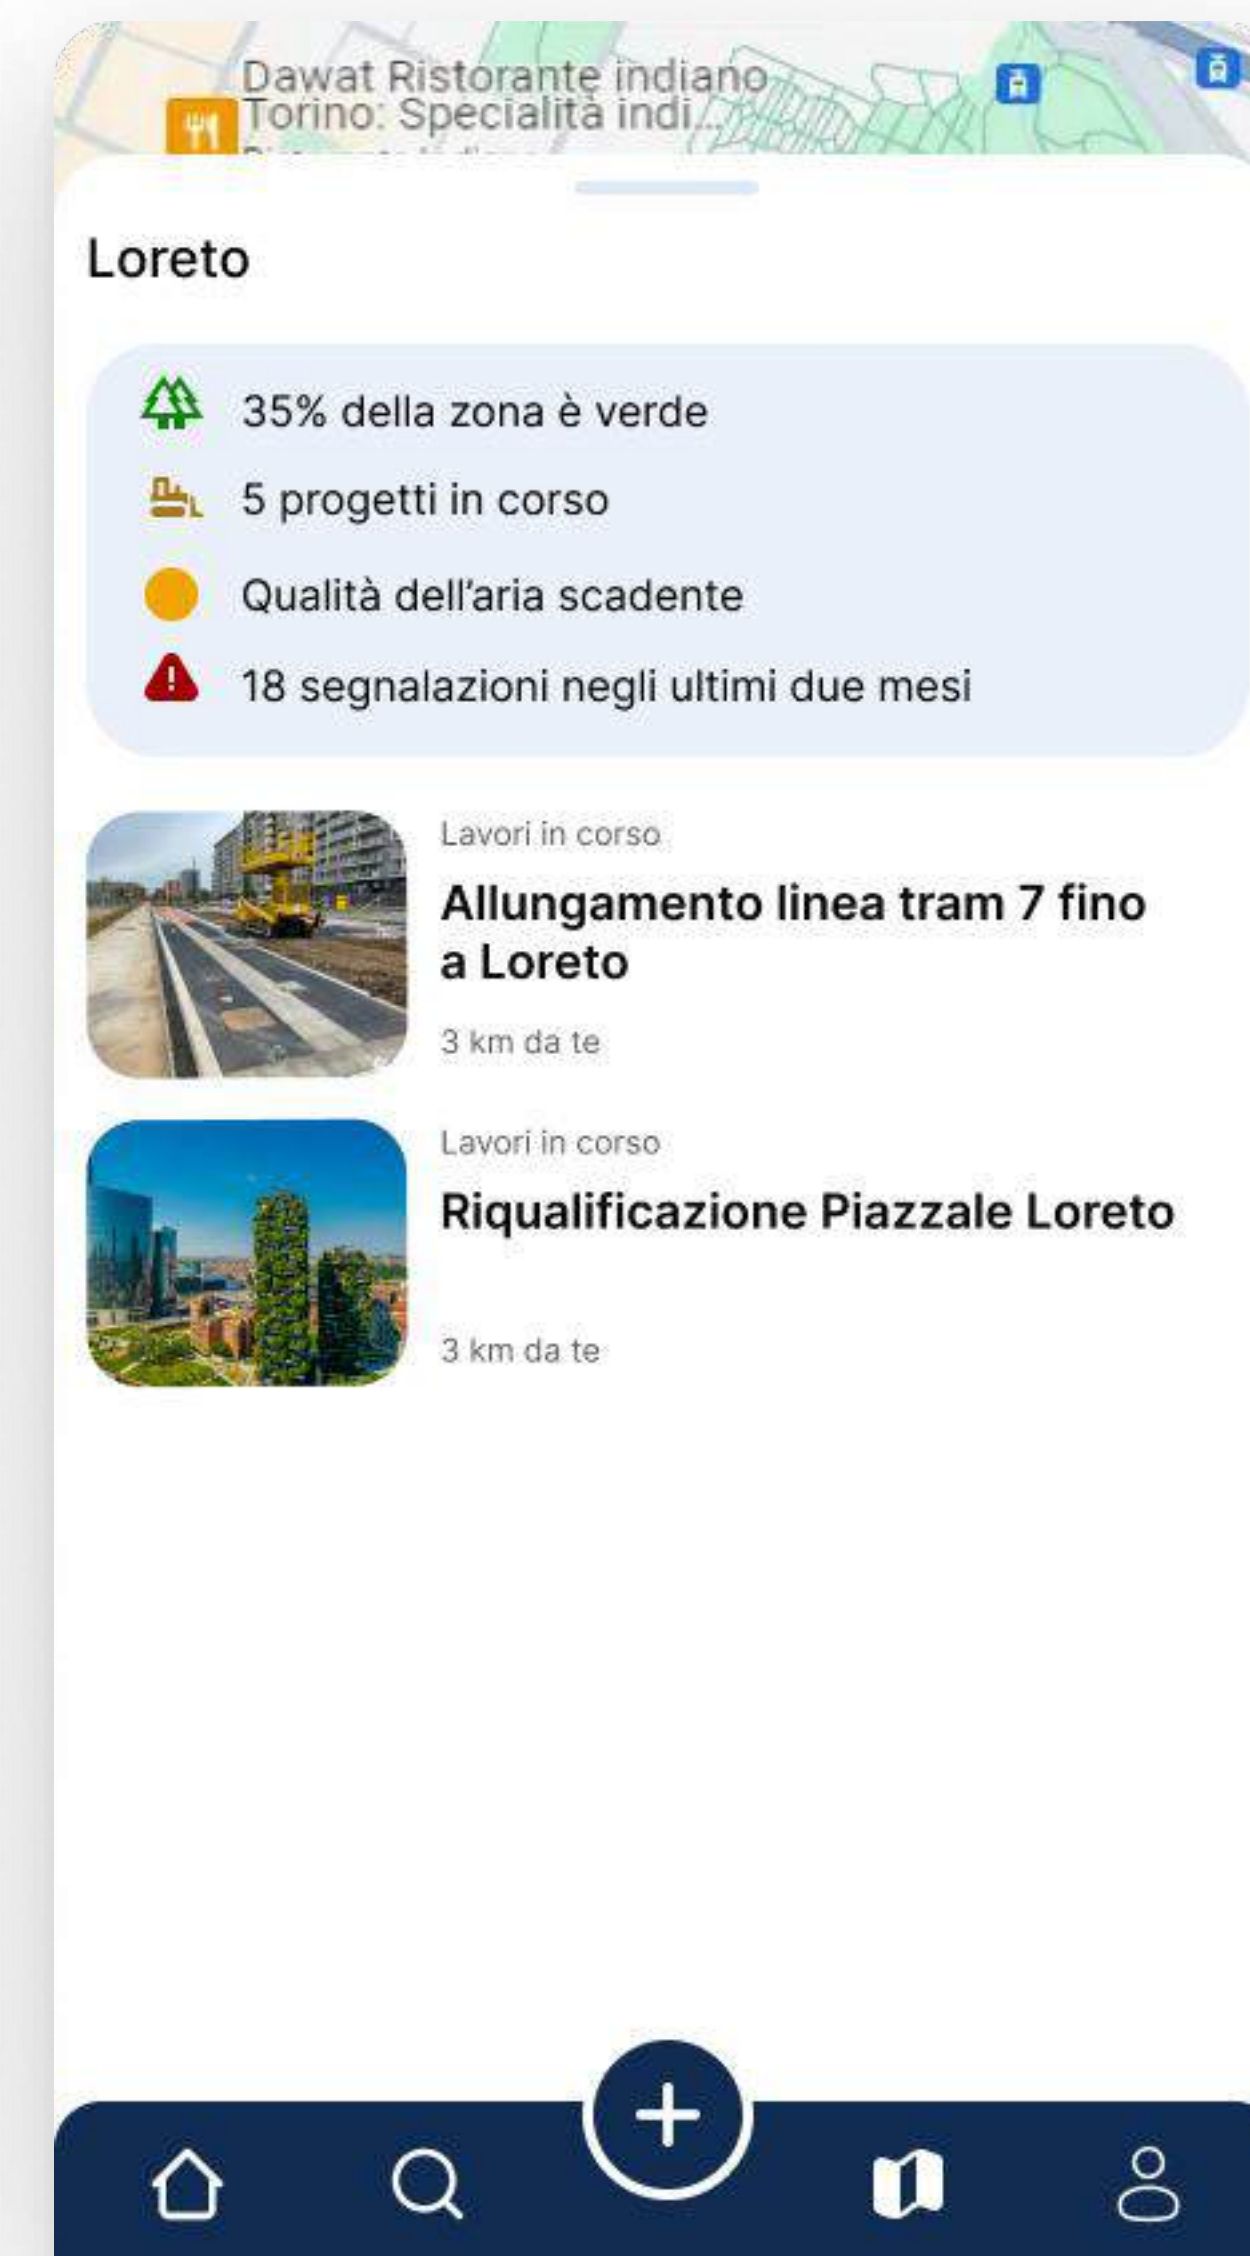 Dawat Ristorante indiano
Torino: Specialità indi...
Loreto
35% della zona è verde
5 progetti in corso
Qualità dell'aria scadente
18 segnalazioni negli ultimi due mesi
Lavori in corso
Allungamento linea tram 7 fino
a Loreto
3 km da te
Lavori in corso
Riqualificazione Piazzale Loreto
3 km da te